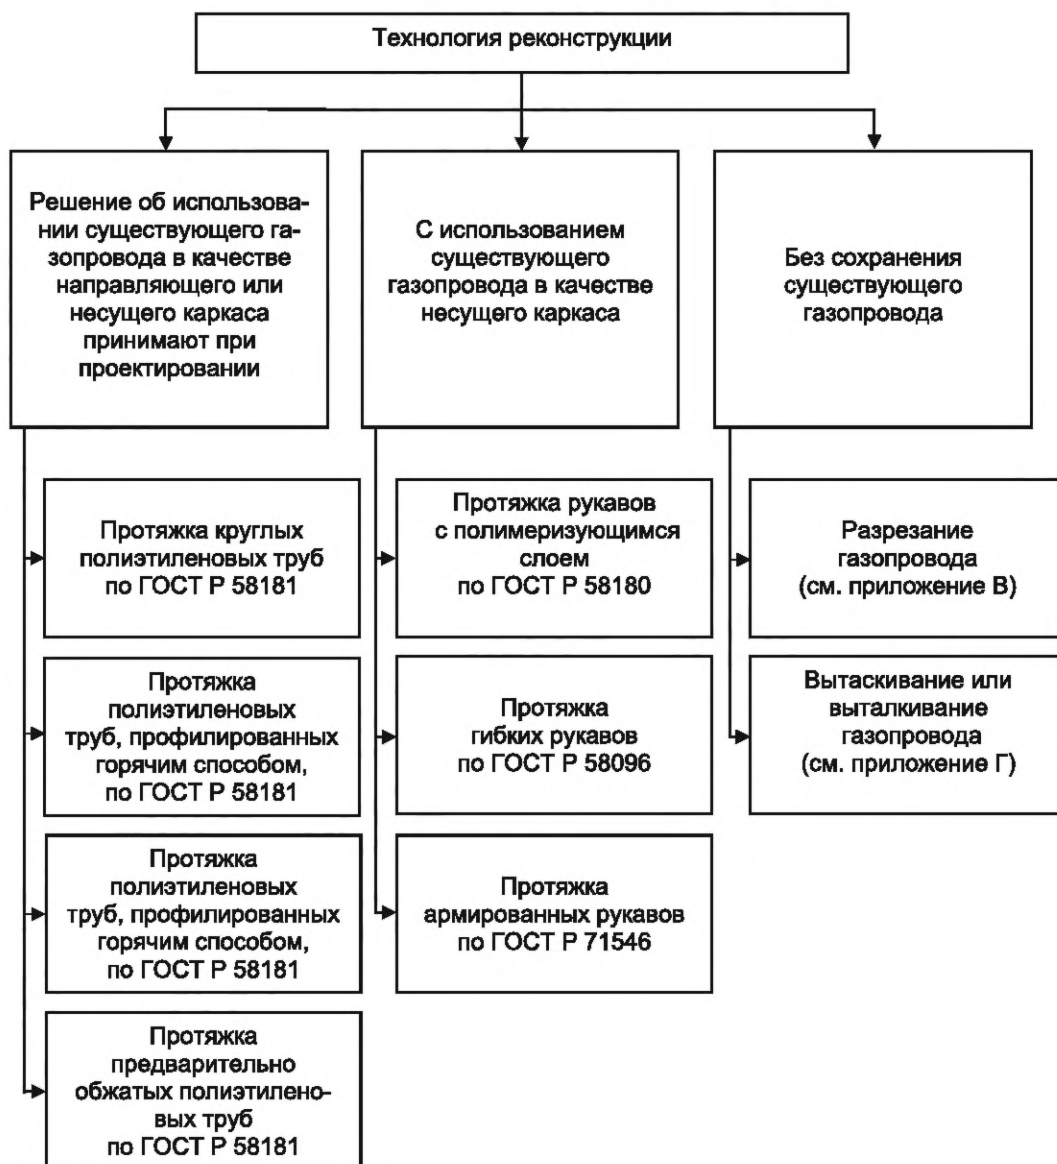 Технология реконструкции
Решение об использова-
нии существующего га-
зопровода в качестве
направляющего или
несущего каркаса
принимают при
проектировании
С использованием
существующего
газопровода в качестве
несущего каркаса
Без сохранения
существующего
газопровода
Протяжка круглых
полиэтиленовых труб
по ГОСТ Р 58181
Протяжка
полиэтиленовых
труб, профилированных
горячим способом,
по ГОСТ Р 58181
Протяжка
полиэтиленовых
труб, профилированных
горячим способом,
по ГОСТ Р 58181
Протяжка
предварительно
обжатых полиэтилено-
вых труб
по ГОСТ Р 58181
Протяжка рукавов
с полимеризующимся
слоем
по ГОСТ Р 58180
Протяжка
гибких рукавов
по ГОСТ Р 58096
Протяжка
армированных рукавов
по ГОСТ Р 71546
Разрезание
газопровода
(см. приложение В)
Вытаскивание или
выталкивание
газопровода
(см. приложение Г)